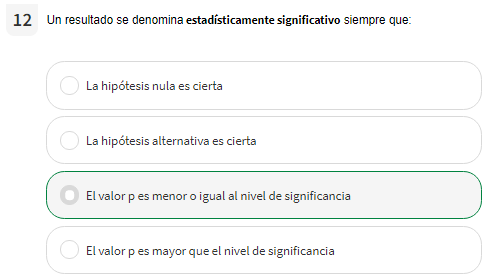 12 Un resultado se denomina estadísticamente significativo siempre que:
La hipótesis nula es cierta
La hipótesis alternativa es cierta
El valor p es menor o igual al nivel de significancia
El valor p es mayor que el nivel de significancia